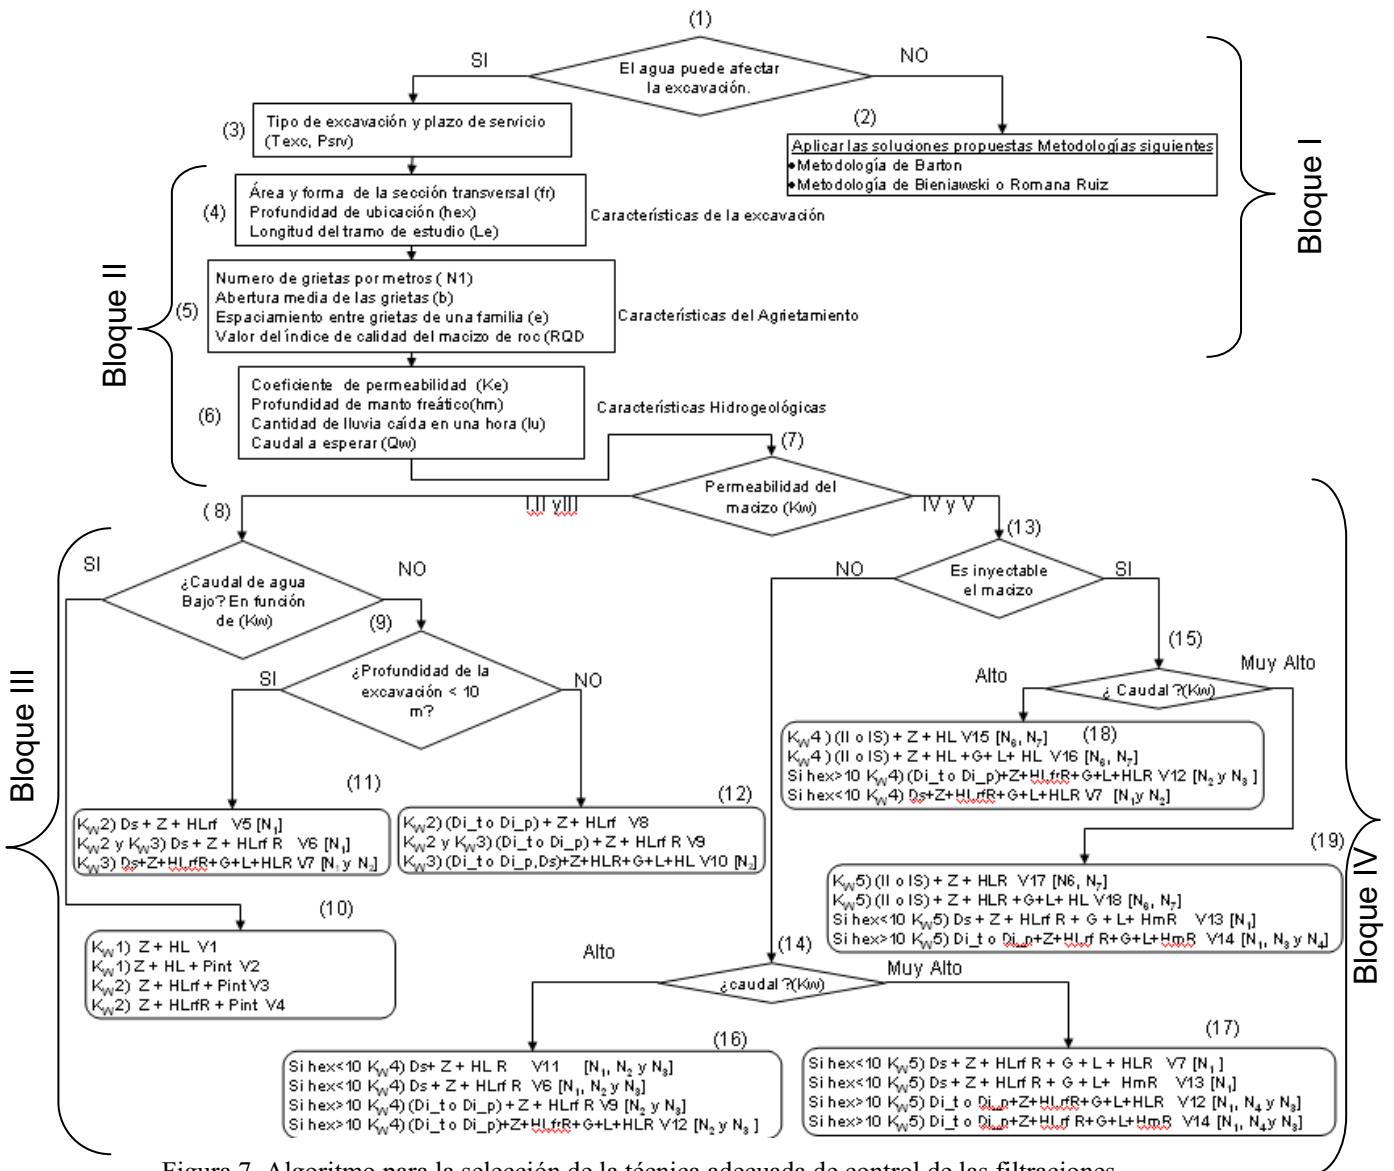 (1)
El agua puede afectar
la excavación.
SI
NO
(2)
Aplicar las soluciones propuestas Metodologías siguientes
•Metodología de Barton
•Metodología de Bieniawski o Romana Ruiz
(3)
Tipo de excavación y plazo de servicio
(Texc, Psrv)
Bloque I
(4)
Área y forma de la sección transversal (fr)
Profundidad de ubicación (hex)
Longitud del tramo de estudio (Le)
Características de la excavación
Bloque II
(5)
Numero de grietas por metros ( N1)
Abertura media de las grietas (b)
Espaciamiento entre grietas de una familia (e)
Valor del índice de calidad del macizo de roc (RQD
Características del Agrietamiento
(6)
Coeficiente de permeabilidad (Ke)
Profundidad de manto freático(hm)
Cantidad de lluvia caída en una hora (lu)
Caudal a esperar (Qw)
Características Hidrogeológicas
(7)
Permeabilidad del
macizo (Kw)
I,II yIII
IV y V
( 8)
SI
¿Caudal de agua
Bajo? En función
de (Kw)
NO
(9)
SI
¿Profundidad de la
excavación < 10
m?
NO
(13)
NO
Es inyectable
el macizo
SI
(15)
Alto
¿ Caudal ?(Kw)
Muy Alto
Bloque III
(18)
KW4 ) (II o IS) + Z + HL V15 [N6, N7]
KW4 ) (II o IS) + Z + HL +G+ L+ HL V16 [N6, N7]
Si hex>10 KW4) (Di_t o Di_p)+Z+HLfrR+G+L+HLR V12 [N2 y N3 ]
Si hex<10 KW4) Ds+Z+HLrfR+G+L+HLR V7 [N1y N2]
(11)
KW2) Ds + Z + HLrf V5 [N1]
KW2 y KW3) Ds + Z + HLrf R V6 [N1]
KW3) Ds+Z+HLrfR+G+L+HLR V7 [N1 y N2]
(12)
KW2) (Di_t o Di_p) + Z + HLrf V8
KW2 y KW3) (Di_t o Di_p) + Z + HLrf R V9
KW3) (Di_t o Di_p,Ds)+Z+HLR+G+L+HL V10 [N2]
(19)
KW5) (II o IS) + Z + HLR V17 [N6, N7]
KW5) (II o IS) + Z + HLR +G+L+ HL V18 [N6, N7]
Si hex<10 KW5) Ds + Z + HLrf R + G + L+ HmR V13 [N1]
Si hex>10 KW5) Di_t o Di_p+Z+HLrf R+G+L+HmR V14 [N1, N3 y N4]
Bloque IV
(10)
KW1) Z + HL V1
KW1) Z + HL + Pint V2
KW2) Z + HLrf + Pint V3
KW2) Z + HLrfR + Pint V4
(14)
Alto
¿caudal ?(Kw)
Muy Alto
(16)
Si hex<10 KW4) Ds+ Z + HL R V11 [N1, N2 y N3]
Si hex<10 KW4) Ds + Z + HLrf R V6 [N1, N2 y N3]
Si hex>10 KW4) (Di_t o Di_p) + Z + HLrf R V9 [N2 y N3]
Si hex>10 KW4) (Di_t o Di_p)+Z+HLfrR+G+L+HLR V12 [N2 y N3 ]
(17)
Si hex<10 KW5) Ds + Z + HLrf R + G + L + HLR V7 [N1 ]
Si hex<10 KW5) Ds + Z + HLrf R + G + L+ HmR V13 [N1]
Si hex>10 KW5) Di_t o Di_p+Z+HLrfR+G+L+HLR V12 [N1, N4 y N3]
Si hex>10 KW5) Di_t o Di_p+Z+HLrf R+G+L+HmR V14 [N1, N4y N3]
Figura 7. Algoritmo para la selección de la técnica adecuada de control de las filtraciones